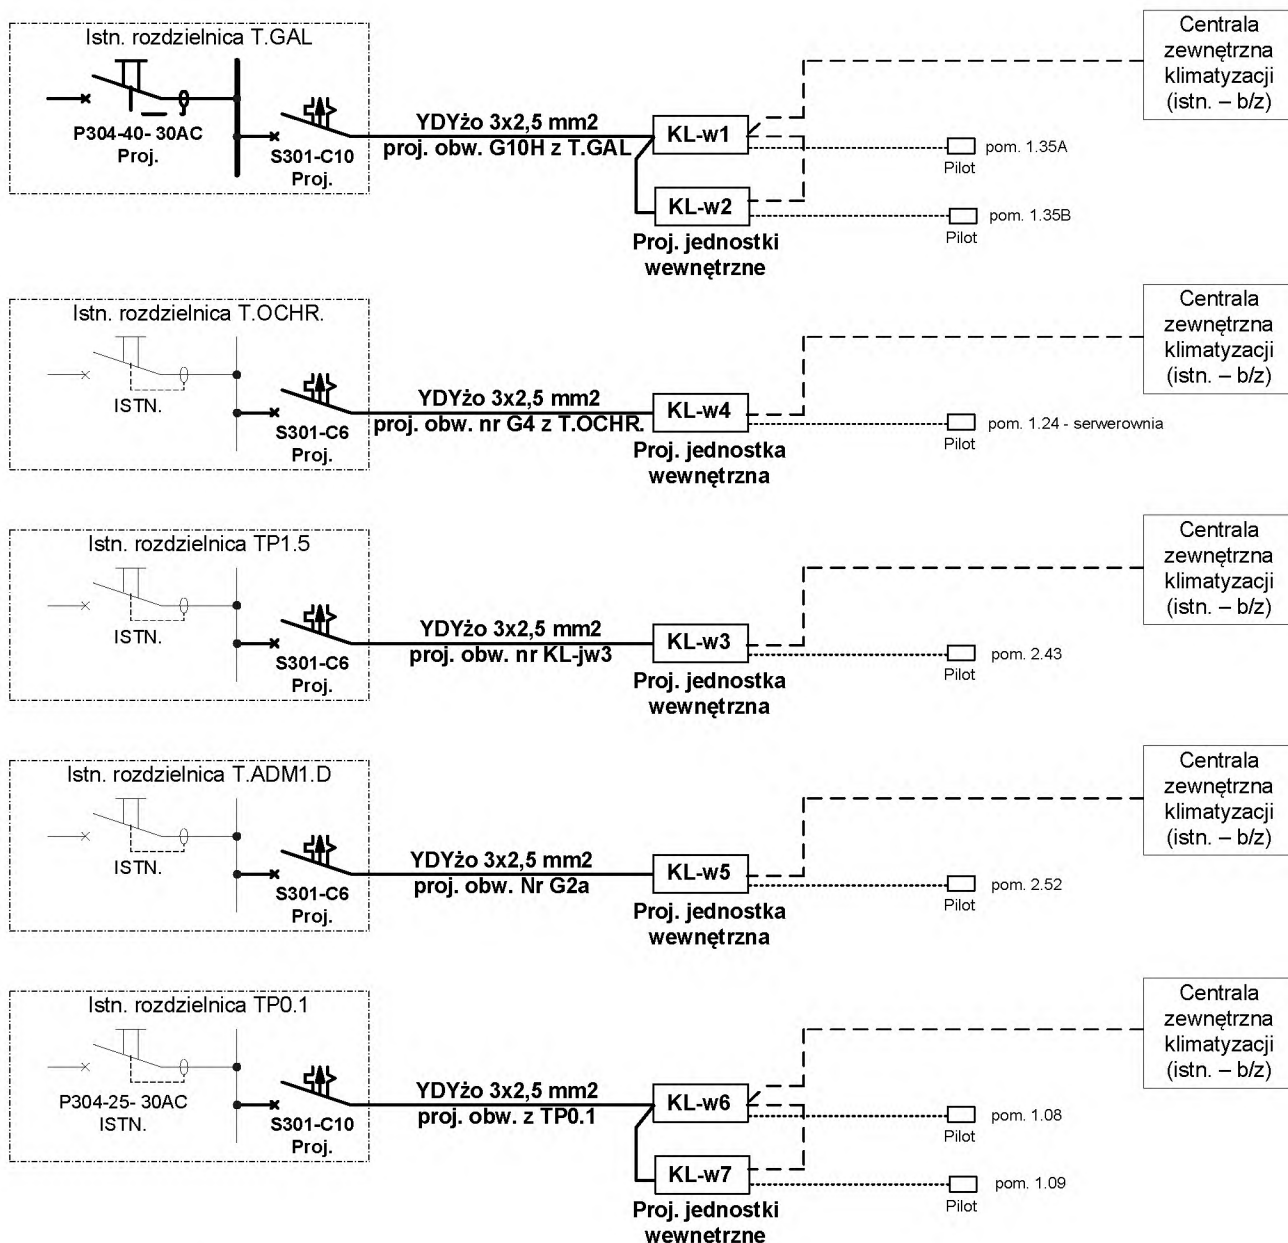 Istn. rozdzielnica T.GAL
P304-40- 30AC
Proj.
S301-C10
Proj.
YDYżo 3x2,5 mm2
proj. obw. G10H z T.GAL
KL-w1
KL-w2
Proj. jednostki
wewnętrzne
Pilot
pom. 1.35A
Pilot
pom. 1.35B
Centrala
zewnętrzna
klimatyzacji
(istn. – b/z)
Istn. rozdzielnica T.OCHR.
ISTN.
S301-C6
Proj.
YDYżo 3x2,5 mm2
proj. obw. nr G4 z T.OCHR.
KL-w4
Proj. jednostka
wewnętrzna
Pilot
pom. 1.24 - serwerownia
Centrala
zewnętrzna
klimatyzacji
(istn. – b/z)
Istn. rozdzielnica TP1.5
ISTN.
S301-C6
Proj.
YDYżo 3x2,5 mm2
proj. obw. nr KL-jw3
KL-w3
Proj. jednostka
wewnętrzna
Pilot
pom. 2.43
Centrala
zewnętrzna
klimatyzacji
(istn. – b/z)
Istn. rozdzielnica T.ADM1.D
ISTN.
S301-C6
Proj.
YDYżo 3x2,5 mm2
proj. obw. Nr G2a
KL-w5
Proj. jednostka
wewnętrzna
Pilot
pom. 2.52
Centrala
zewnętrzna
klimatyzacji
(istn. – b/z)
Istn. rozdzielnica TP0.1
P304-25- 30AC
ISTN.
S301-C10
Proj.
YDYżo 3x2,5 mm2
proj. obw. z TP0.1
KL-w6
KL-w7
Proj. jednostki
wewnętrzne
Pilot
pom. 1.08
Pilot
pom. 1.09
Centrala
zewnętrzna
klimatyzacji
(istn. – b/z)